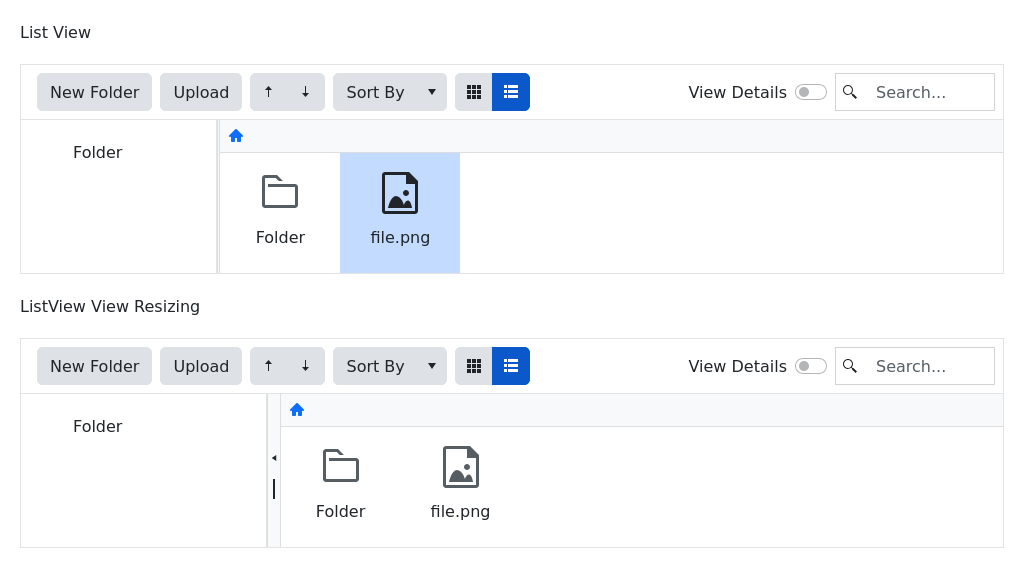 List View
New Folder Upload Sort By View Details Search...
Folder
Folder file.png
ListView View Resizing
New Folder Upload Sort By View Details Search...
Folder
Folder file.png